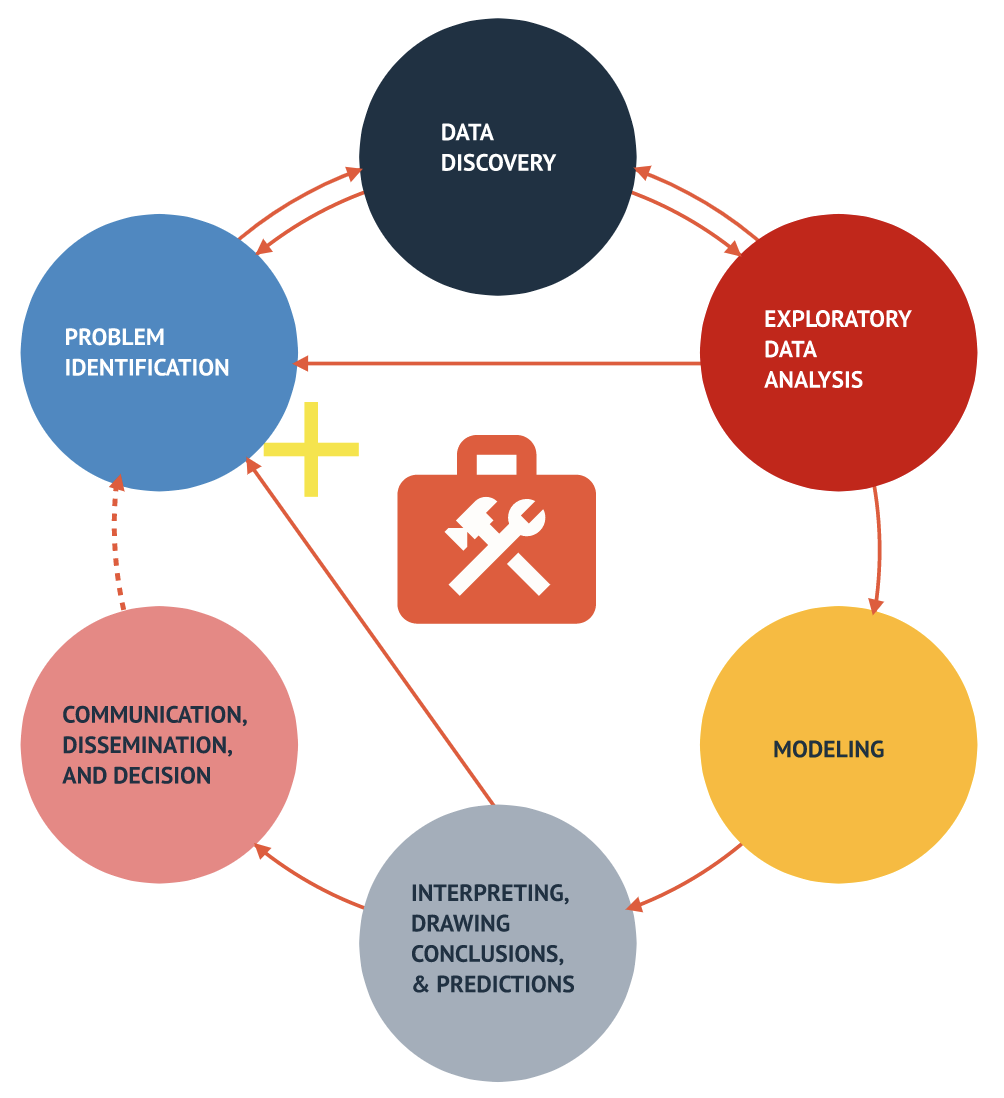 DATA
DISCOVERY
EXPLORATORY
DATA
ANALYSIS
MODELING
INTERPRETING,
DRAWING
CONCLUSIONS,
& PREDICTIONS
COMMUNICATION,
DISSEMINATION,
AND DECISION
PROBLEM
IDENTIFICATION